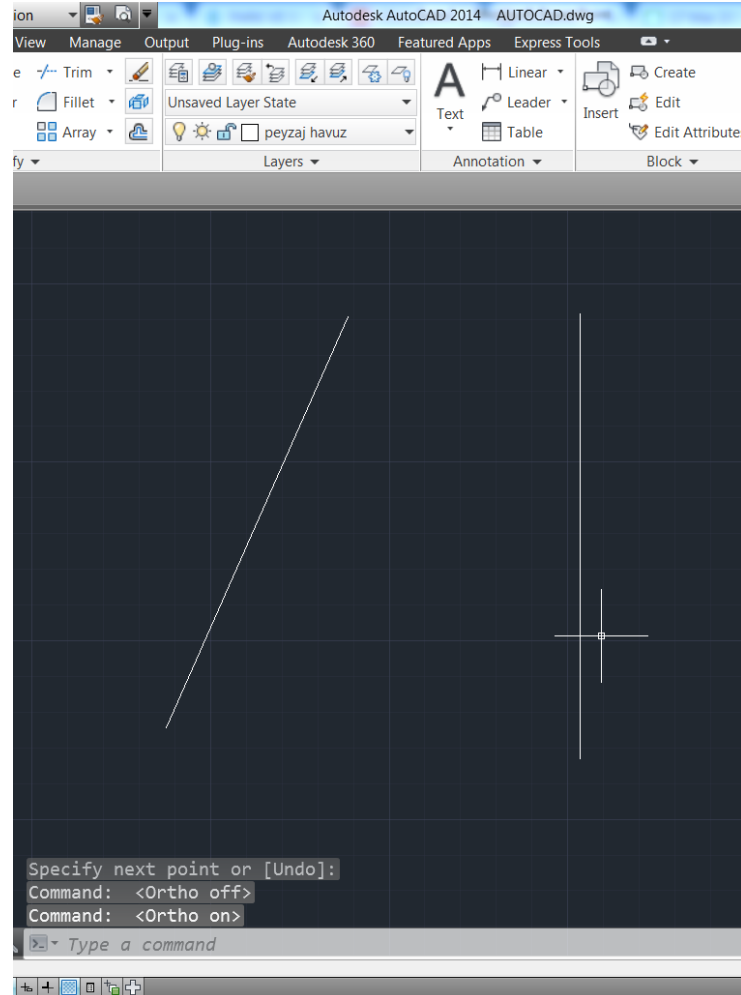 ion Autodesk AutoCAD 2014 AUTOCAD.dwg
View Manage Output Plug-ins Autodesk 360 Featured Apps Express Tools
e Trim Linear Create
r Fillet Unsaved Layer State Text Leader Insert Edit
Array peyzaj havuz Table Edit Attribute
fy Layers Annotation Block
Specify next point or [Undo]:
Command: <Ortho off>
Command: <Ortho on>
Type a command